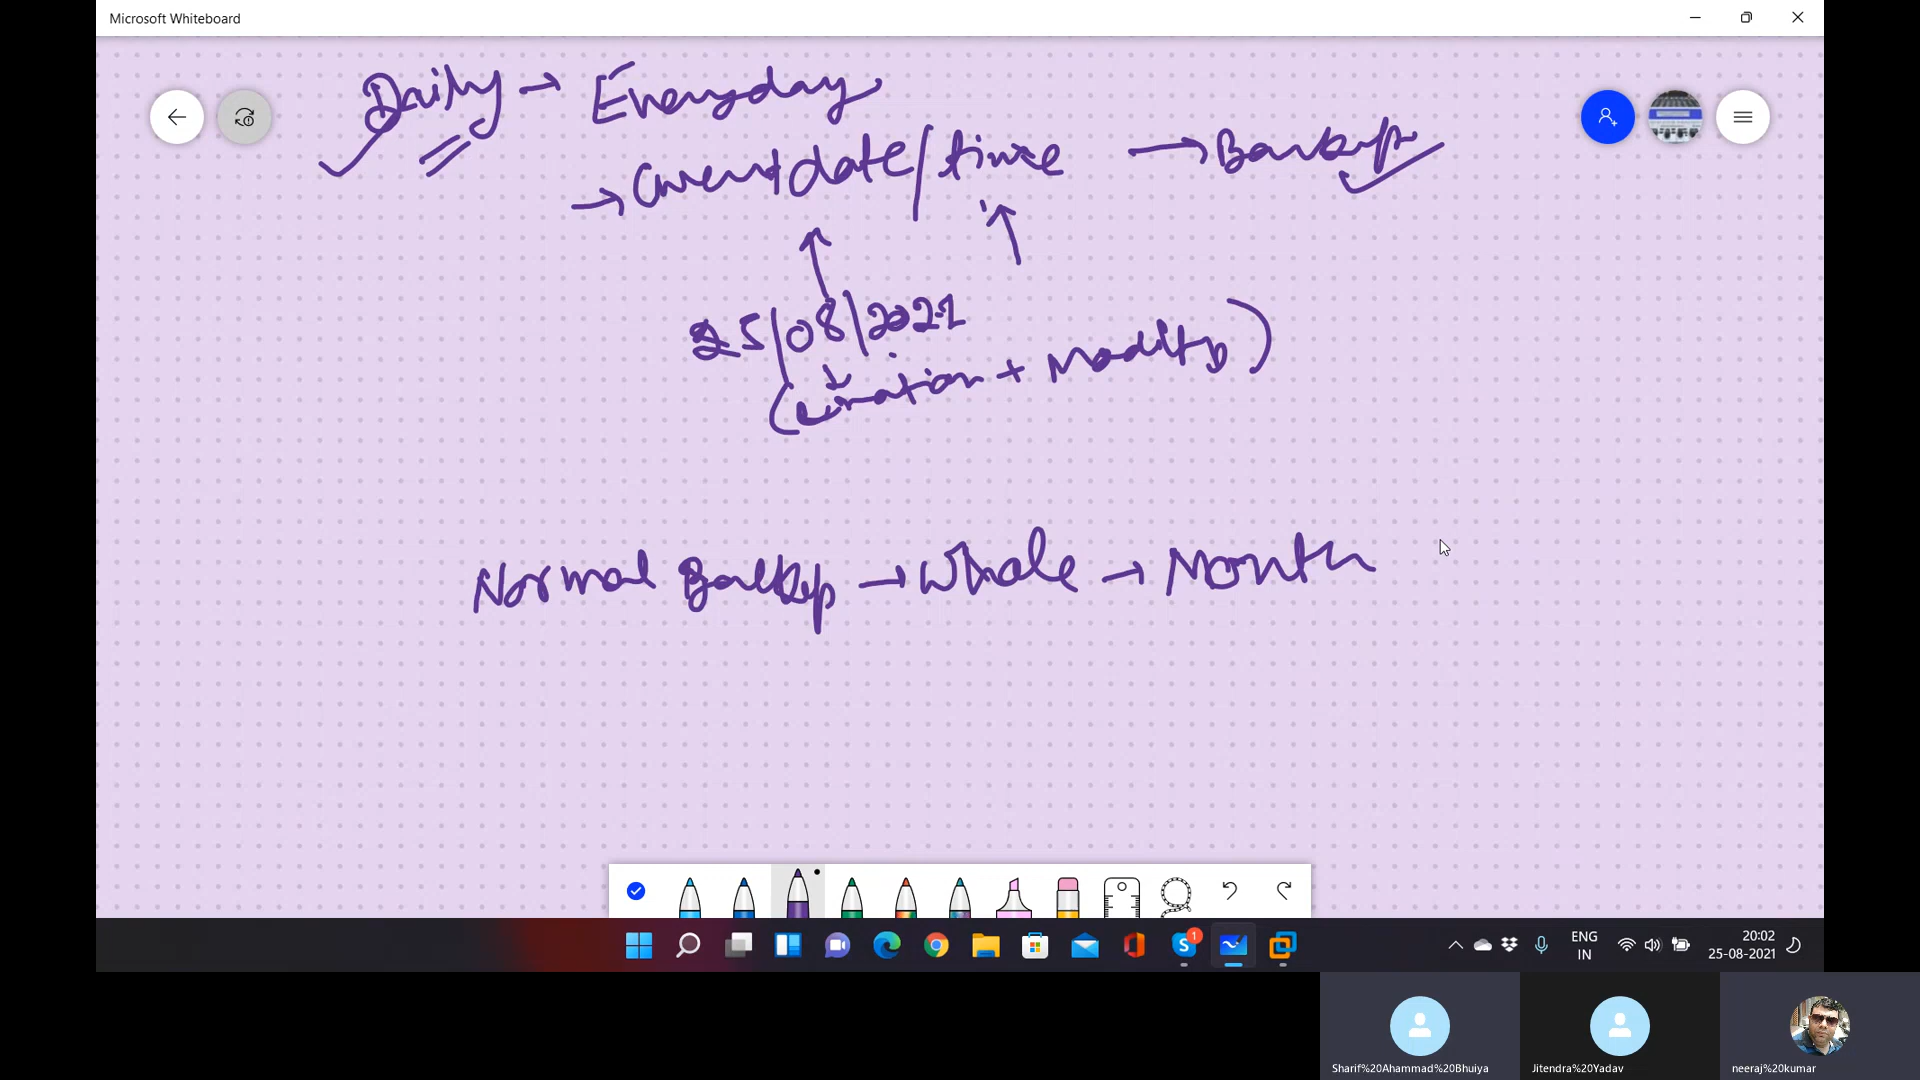 Microsoft Whiteboard
Daily → Everyday
→ Current date/time → Backup
25/08/2021
(Creation + Modify)
Normal Backup → Whole → Month
1
ENG
IN
20:02
25-08-2021
Sharif%20Ahammad%20Bhuiya
Jitendra%20Yadav
neeraj%20kumar